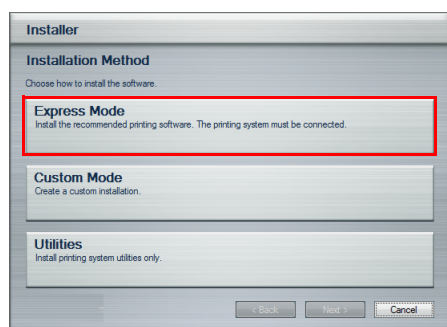 Installer
Installation Method
Choose how to install the software.
Express Mode
Install the recommended printing software. The printing system must be connected.
Custom Mode
Create a custom installation.
Utilities
Install printing system utilities only.
< Back Next > Cancel